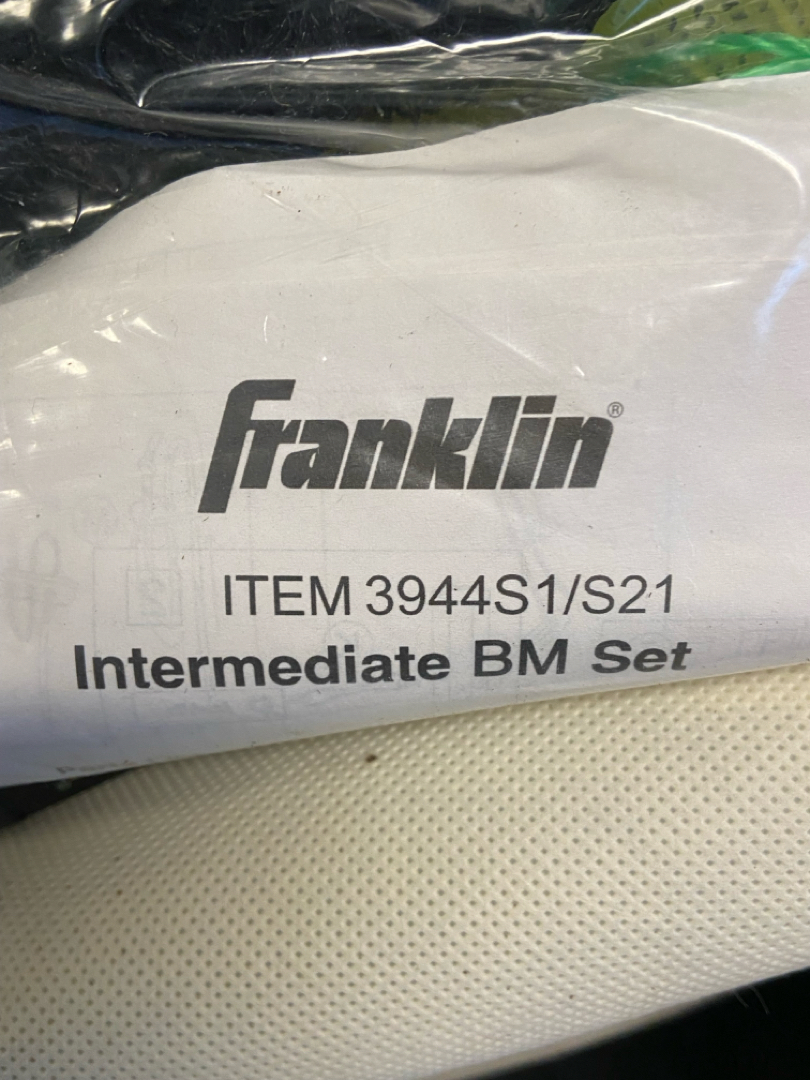 franklin®
ITEM 3944S1/S21
Intermediate BM Set